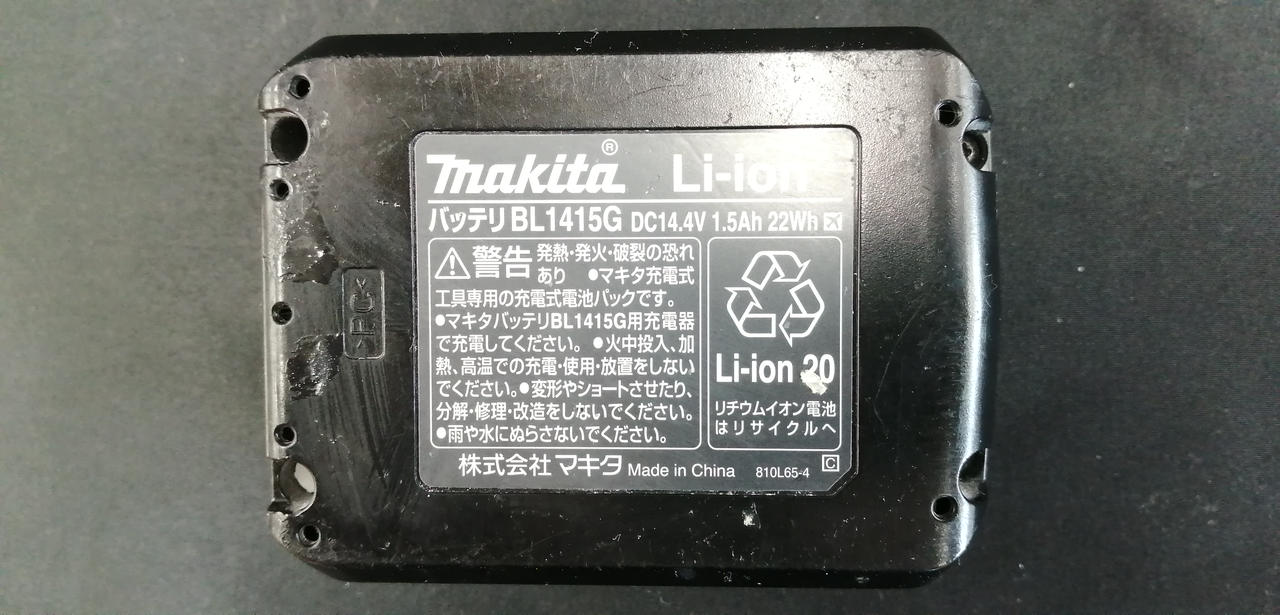 makita® Li-ion
バッテリ BL1415G DC14.4V 1.5Ah 22Wh
警告 発熱・発火・破裂の恐れ
あり ●マキタ充電式
工具専用の充電式電池パックです。
●マキタバッテリBL1415G用充電器
で充電してください。 ●火中投入、加
熱、高温での充電・使用・放置をしない
でください。●変形やショートさせたり、
分解・修理・改造をしないでください。
●雨や水にぬらさないでください。
Li-ion 20
リチウムイオン電池
はリサイクルへ
株式会社 マキタ Made in China 810L65-4 C
>PC<